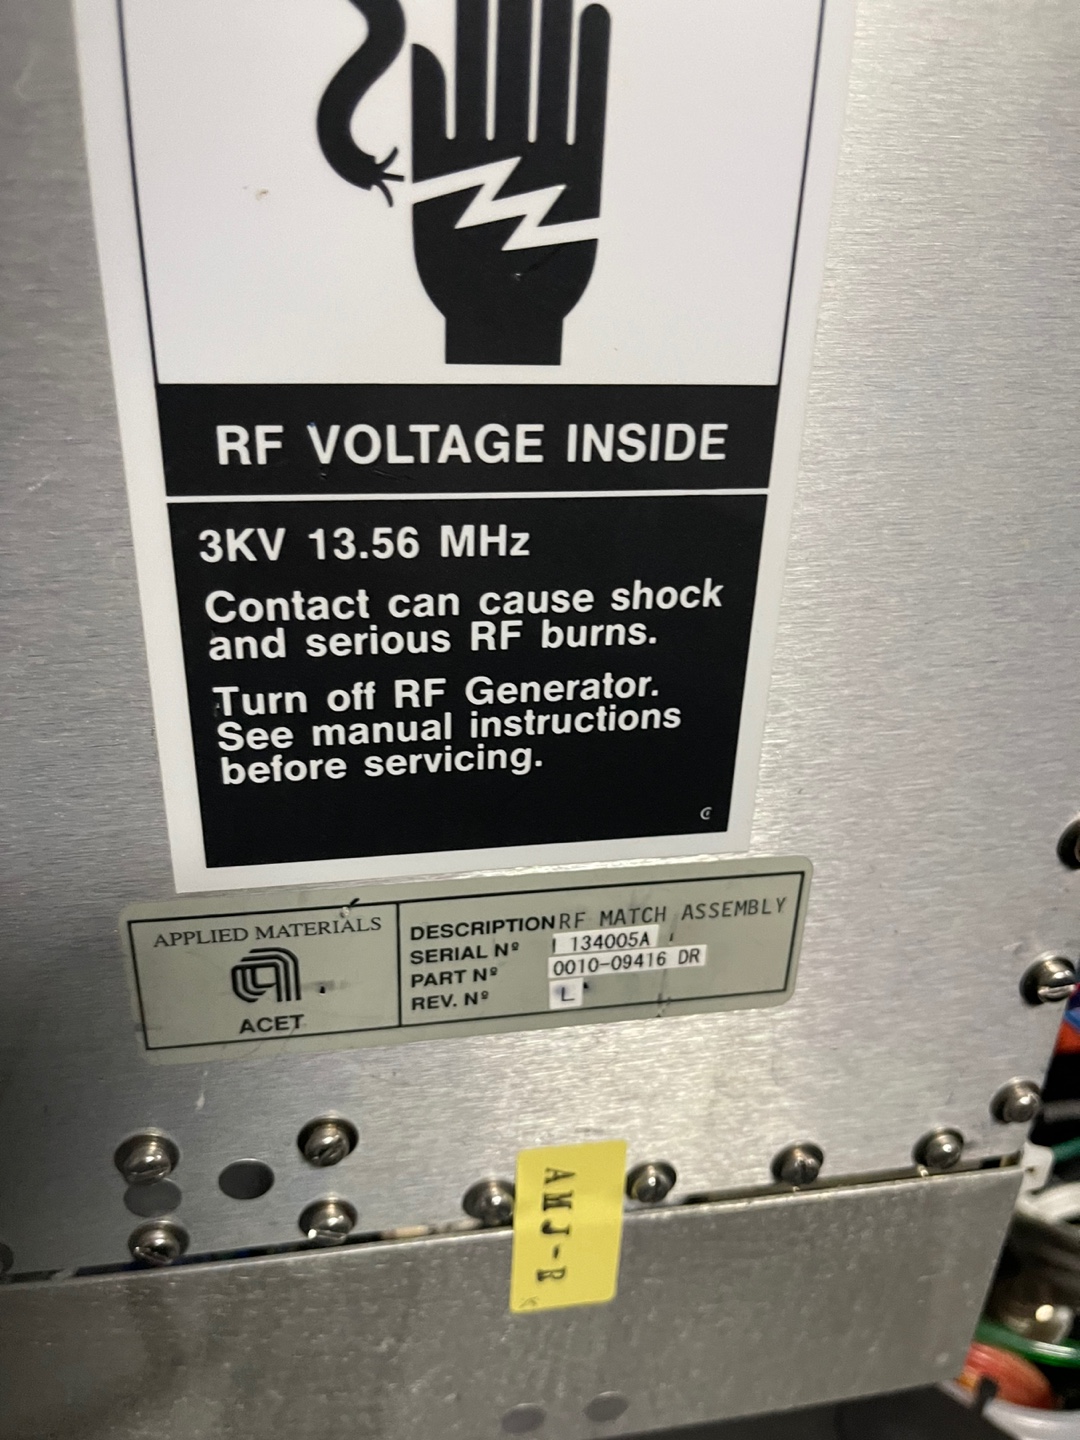 RF VOLTAGE INSIDE
3KV 13.56 MHz
Contact can cause shock
and serious RF burns.
Turn off RF Generator.
See manual instructions
before servicing.
APPLIED MATERIALS
ACET
DESCRIPTION RF MATCH ASSEMBLY
SERIAL Nº 134005A
PART Nº 0010-09416 DR
REV. Nº L
AMJ-R